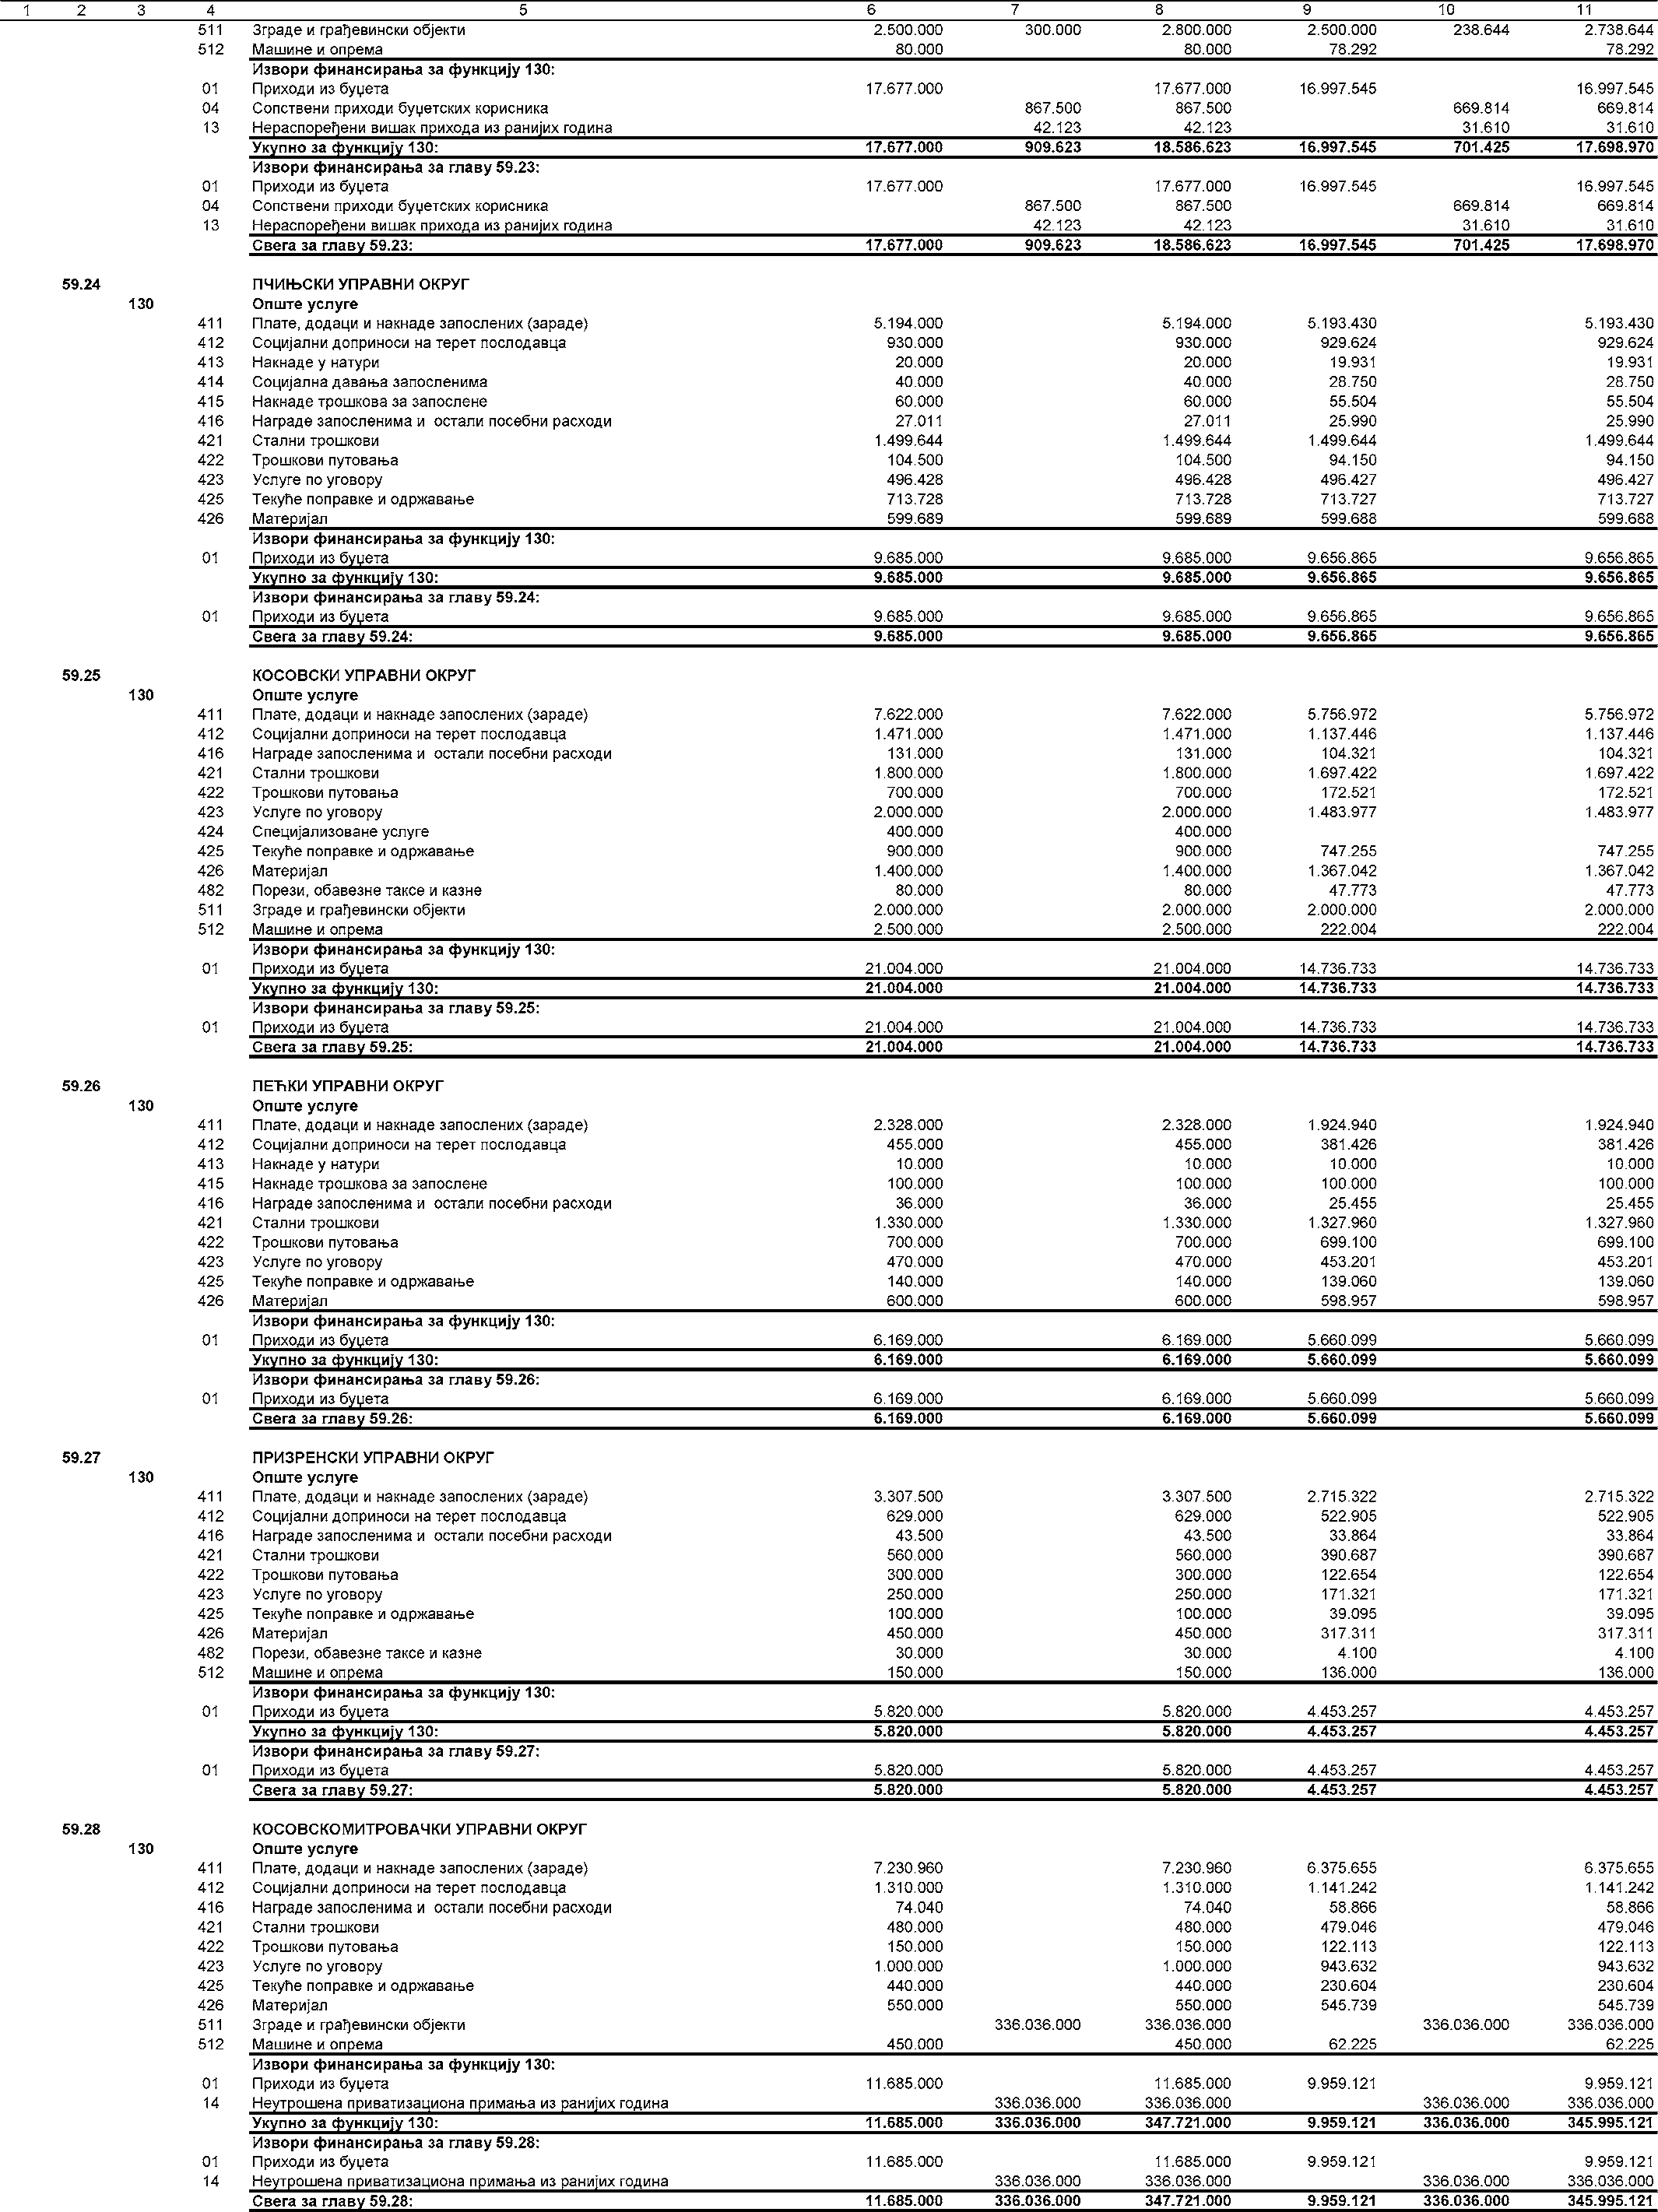 1 2 3 4 5 6 7 8 9 10 11
511 Зграде и грађевински објекти 2.500.000 300.000 2.800.000 2.500.000 238.644 2.738.644
512 Машине и опрема 80.000 80.000 78.292 78.292
Извори финансирања за функцију 130:
01 Приходи из буџета 17.677.000 17.677.000 16.997.545 16.997.545
04 Сопствени приходи буџетских корисника 867.500 867.500 669.814 669.814
13 Нераспоређени вишак прихода из ранијих година 42.123 42.123 31.610 31.610
Укупно за функцију 130: 17.677.000 909.623 18.586.623 16.997.545 701.425 17.698.970
Извори финансирања за главу 59.23:
01 Приходи из буџета 17.677.000 17.677.000 16.997.545 16.997.545
04 Сопствени приходи буџетских корисника 867.500 867.500 669.814 669.814
13 Нераспоређени вишак прихода из ранијих година 42.123 42.123 31.610 31.610
Свега за главу 59.23: 17.677.000 909.623 18.586.623 16.997.545 701.425 17.698.970
59.24 ПЧИЊСКИ УПРАВНИ ОКРУГ
130 Опште услуге
411 Плате, додаци и накнаде запослених (зараде) 5.194.000 5.194.000 5.193.430 5.193.430
412 Социјални доприноси на терет послодавца 930.000 930.000 929.624 929.624
413 Накнаде у натури 20.000 20.000 19.931 19.931
414 Социјална давања запосленима 40.000 40.000 28.750 28.750
415 Накнаде трошкова за запослене 60.000 60.000 55.504 55.504
416 Награде запосленима и остали посебни расходи 27.011 27.011 25.990 25.990
421 Стални трошкови 1.499.644 1.499.644 1.499.644 1.499.644
422 Трошкови путовања 104.500 104.500 94.150 94.150
423 Услуге по уговору 496.428 496.428 496.427 496.427
425 Текуће поправке и одржавање 713.728 713.728 713.727 713.727
426 Материјал 599.689 599.689 599.688 599.688
Извори финансирања за функцију 130:
01 Приходи из буџета 9.685.000 9.685.000 9.656.865 9.656.865
Укупно за функцију 130: 9.685.000 9.685.000 9.656.865 9.656.865
Извори финансирања за главу 59.24:
01 Приходи из буџета 9.685.000 9.685.000 9.656.865 9.656.865
Свега за главу 59.24: 9.685.000 9.685.000 9.656.865 9.656.865
59.25 КОСОВСКИ УПРАВНИ ОКРУГ
130 Опште услуге
411 Плате, додаци и накнаде запослених (зараде) 7.622.000 7.622.000 5.756.972 5.756.972
412 Социјални доприноси на терет послодавца 1.471.000 1.471.000 1.137.446 1.137.446
416 Награде запосленима и остали посебни расходи 131.000 131.000 104.321 104.321
421 Стални трошкови 1.800.000 1.800.000 1.697.422 1.697.422
422 Трошкови путовања 700.000 700.000 172.521 172.521
423 Услуге по уговору 2.000.000 2.000.000 1.483.977 1.483.977
424 Специјализоване услуге 400.000 400.000
425 Текуће поправке и одржавање 900.000 900.000 747.255 747.255
426 Материјал 1.400.000 1.400.000 1.367.042 1.367.042
482 Порези, обавезне таксе и казне 80.000 80.000 47.773 47.773
511 Зграде и грађевински објекти 2.000.000 2.000.000 2.000.000 2.000.000
512 Машине и опрема 2.500.000 2.500.000 222.004 222.004
Извори финансирања за функцију 130:
01 Приходи из буџета 21.004.000 21.004.000 14.736.733 14.736.733
Укупно за функцију 130: 21.004.000 21.004.000 14.736.733 14.736.733
Извори финансирања за главу 59.25:
01 Приходи из буџета 21.004.000 21.004.000 14.736.733 14.736.733
Свега за главу 59.25: 21.004.000 21.004.000 14.736.733 14.736.733
59.26 ПЕЋКИ УПРАВНИ ОКРУГ
130 Опште услуге
411 Плате, додаци и накнаде запослених (зараде) 2.328.000 2.328.000 1.924.940 1.924.940
412 Социјални доприноси на терет послодавца 455.000 455.000 381.426 381.426
413 Накнаде у натури 10.000 10.000 10.000 10.000
415 Накнаде трошкова за запослене 100.000 100.000 100.000 100.000
416 Награде запосленима и остали посебни расходи 36.000 36.000 25.455 25.455
421 Стални трошкови 1.330.000 1.330.000 1.327.960 1.327.960
422 Трошкови путовања 700.000 700.000 699.100 699.100
423 Услуге по уговору 470.000 470.000 453.201 453.201
425 Текуће поправке и одржавање 140.000 140.000 139.060 139.060
426 Материјал 600.000 600.000 598.957 598.957
Извори финансирања за функцију 130:
01 Приходи из буџета 6.169.000 6.169.000 5.660.099 5.660.099
Укупно за функцију 130: 6.169.000 6.169.000 5.660.099 5.660.099
Извори финансирања за главу 59.26:
01 Приходи из буџета 6.169.000 6.169.000 5.660.099 5.660.099
Свега за главу 59.26: 6.169.000 6.169.000 5.660.099 5.660.099
59.27 ПРИЗРЕНСКИ УПРАВНИ ОКРУГ
130 Опште услуге
411 Плате, додаци и накнаде запослених (зараде) 3.307.500 3.307.500 2.715.322 2.715.322
412 Социјални доприноси на терет послодавца 629.000 629.000 522.905 522.905
416 Награде запосленима и остали посебни расходи 43.500 43.500 33.864 33.864
421 Стални трошкови 560.000 560.000 390.687 390.687
422 Трошкови путовања 300.000 300.000 122.654 122.654
423 Услуге по уговору 250.000 250.000 171.321 171.321
425 Текуће поправке и одржавање 100.000 100.000 39.095 39.095
426 Материјал 450.000 450.000 317.311 317.311
482 Порези, обавезне таксе и казне 30.000 30.000 4.100 4.100
512 Машине и опрема 150.000 150.000 136.000 136.000
Извори финансирања за функцију 130:
01 Приходи из буџета 5.820.000 5.820.000 4.453.257 4.453.257
Укупно за функцију 130: 5.820.000 5.820.000 4.453.257 4.453.257
Извори финансирања за главу 59.27:
01 Приходи из буџета 5.820.000 5.820.000 4.453.257 4.453.257
Свега за главу 59.27: 5.820.000 5.820.000 4.453.257 4.453.257
59.28 КОСОВСКОМИТРОВАЧКИ УПРАВНИ ОКРУГ
130 Опште услуге
411 Плате, додаци и накнаде запослених (зараде) 7.230.960 7.230.960 6.375.655 6.375.655
412 Социјални доприноси на терет послодавца 1.310.000 1.310.000 1.141.242 1.141.242
416 Награде запосленима и остали посебни расходи 74.040 74.040 58.866 58.866
421 Стални трошкови 480.000 480.000 479.046 479.046
422 Трошкови путовања 150.000 150.000 122.113 122.113
423 Услуге по уговору 1.000.000 1.000.000 943.632 943.632
425 Текуће поправке и одржавање 440.000 440.000 230.604 230.604
426 Материјал 550.000 550.000 545.739 545.739
511 Зграде и грађевински објекти 336.036.000 336.036.000 336.036.000 336.036.000
512 Машине и опрема 450.000 450.000 62.225 62.225
Извори финансирања за функцију 130:
01 Приходи из буџета 11.685.000 11.685.000 9.959.121 9.959.121
14 Неутрошена приватизациона примања из ранијих година 336.036.000 336.036.000 336.036.000 336.036.000
Укупно за функцију 130: 11.685.000 336.036.000 347.721.000 9.959.121 336.036.000 345.995.121
Извори финансирања за главу 59.28:
01 Приходи из буџета 11.685.000 11.685.000 9.959.121 9.959.121
14 Неутрошена приватизациона примања из ранијих година 336.036.000 336.036.000 336.036.000 336.036.000
Свега за главу 59.28: 11.685.000 336.036.000 347.721.000 9.959.121 336.036.000 345.995.121